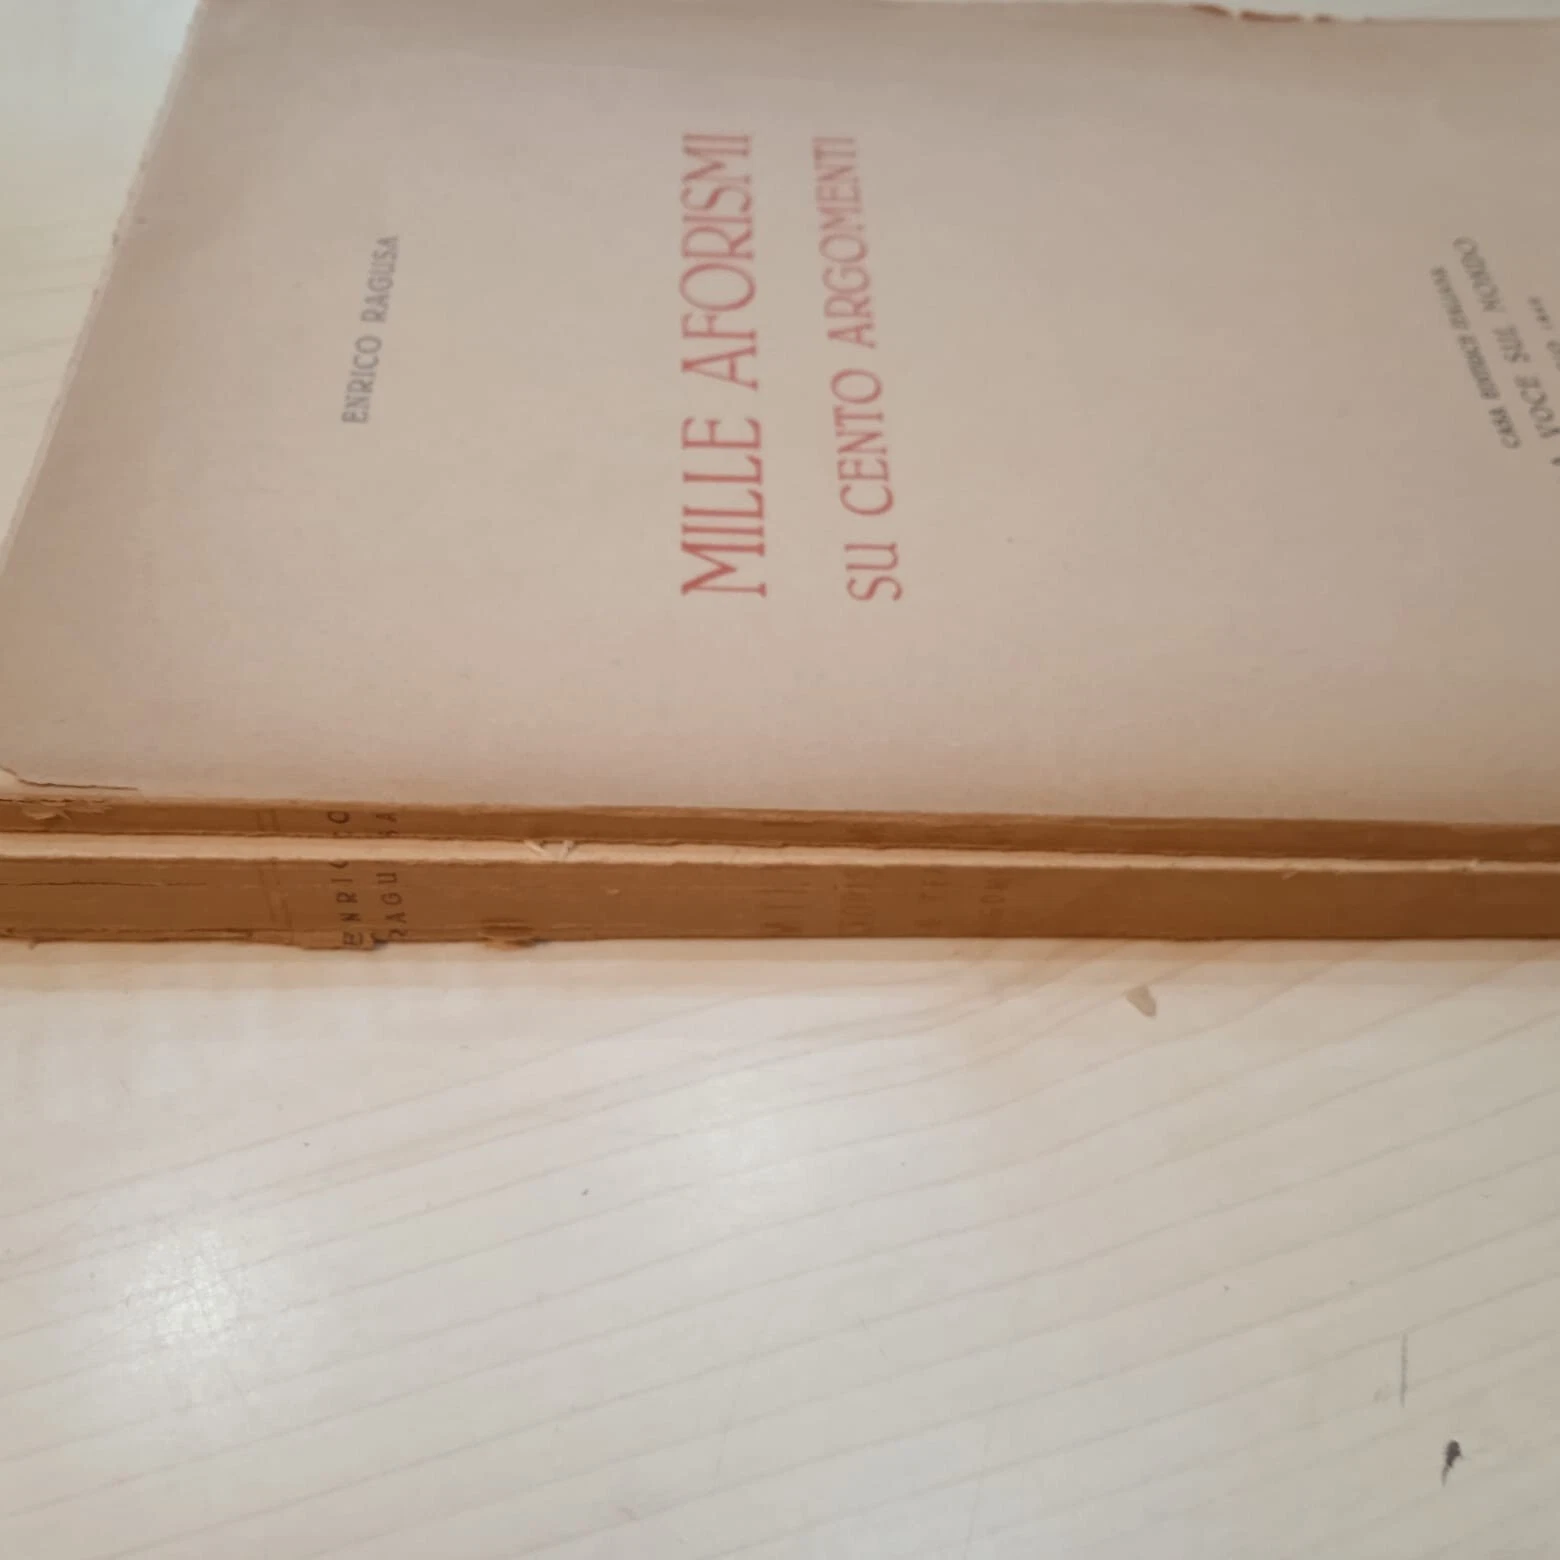 ENRICO RAGUSA
MILLE AFORISMI
SU CENTO ARGOMENTI
CASA EDITRICE ITALIANA
VOCE SUL MONDO
ENRICO
RAGUSA